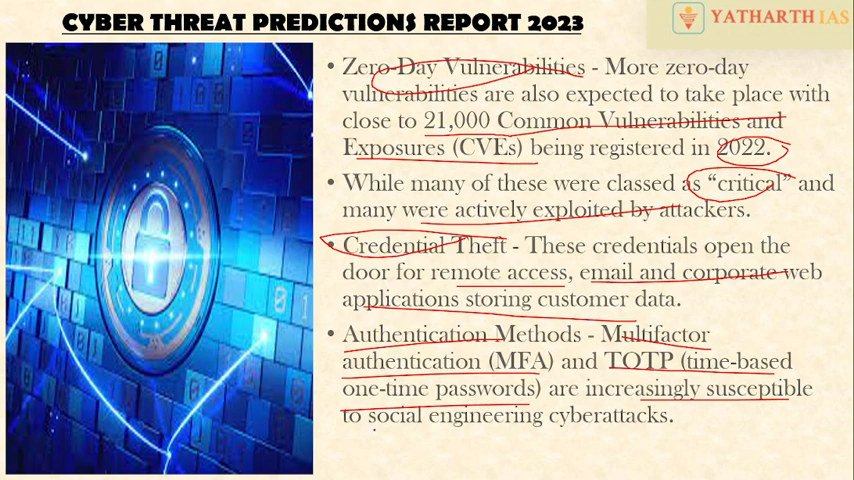 CYBER THREAT PREDICTIONS REPORT 2023
YATHARTH IAS
• Zero-Day Vulnerabilities - More zero-day
vulnerabilities are also expected to take place with
close to 21,000 Common Vulnerabilities and
Exposures (CVEs) being registered in 2022.
• While many of these were classed as “critical” and
many were actively exploited by attackers.
• Credential Theft - These credentials open the
door for remote access, email and corporate web
applications storing customer data.
• Authentication Methods - Multifactor
authentication (MFA) and TOTP (time-based
one-time passwords) are increasingly susceptible
to social engineering cyberattacks.